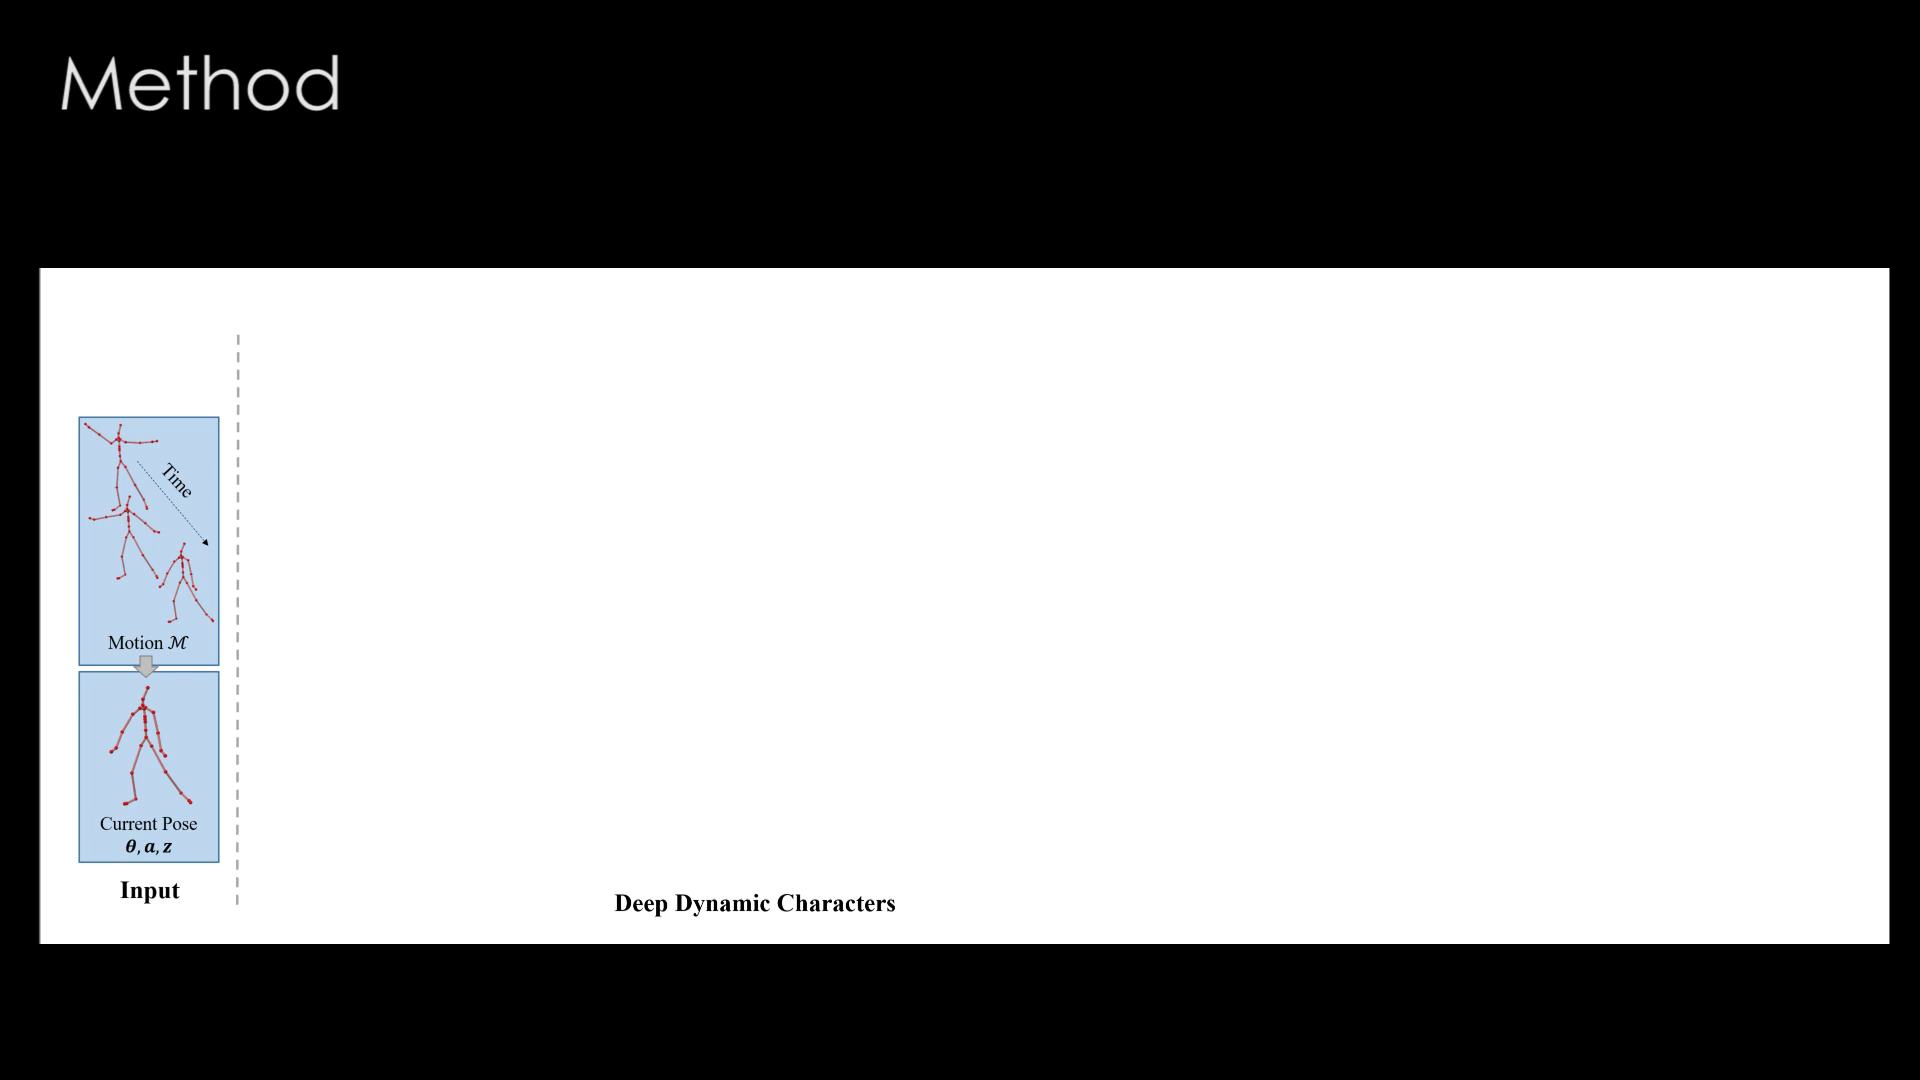 Method
Time
Motion ℳ
Current Pose
θ, a, z
Input
Deep Dynamic Characters